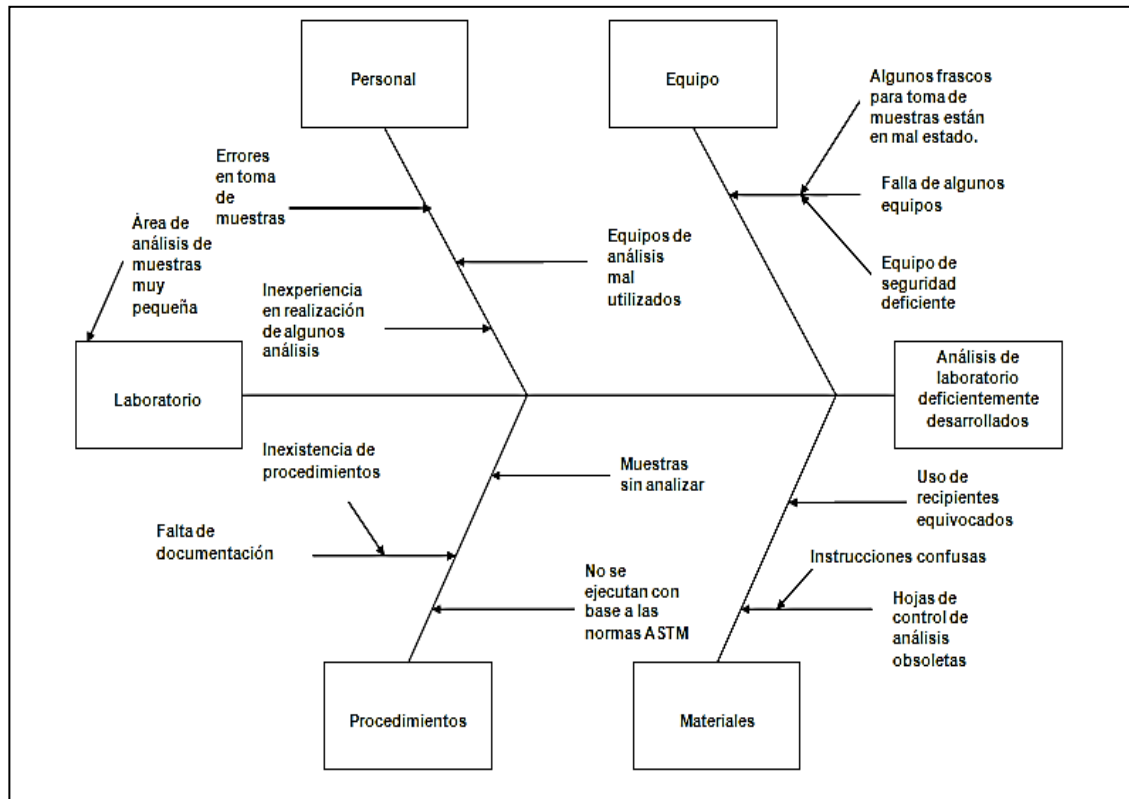 Personal
Equipo
Algunos frascos
para toma de
muestras están
en mal estado.
Errores
en toma
de
muestras
Falla de algunos
equipos
Área de
análisis de
muestras
muy
pequeña
Equipos de
análisis
mal
utilizados
Equipo de
seguridad
deficiente
Inexperiencia
en realización
de algunos
análisis
Laboratorio
Análisis de
laboratorio
deficientemente
desarrollados
Inexistencia de
procedimientos
Muestras
sin analizar
Uso de
recipientes
equivocados
Falta de
documentación
Instrucciones confusas
No se
ejecutan con
base a las
normas ASTM
Hojas de
control de
análisis
obsoletas
Procedimientos
Materiales